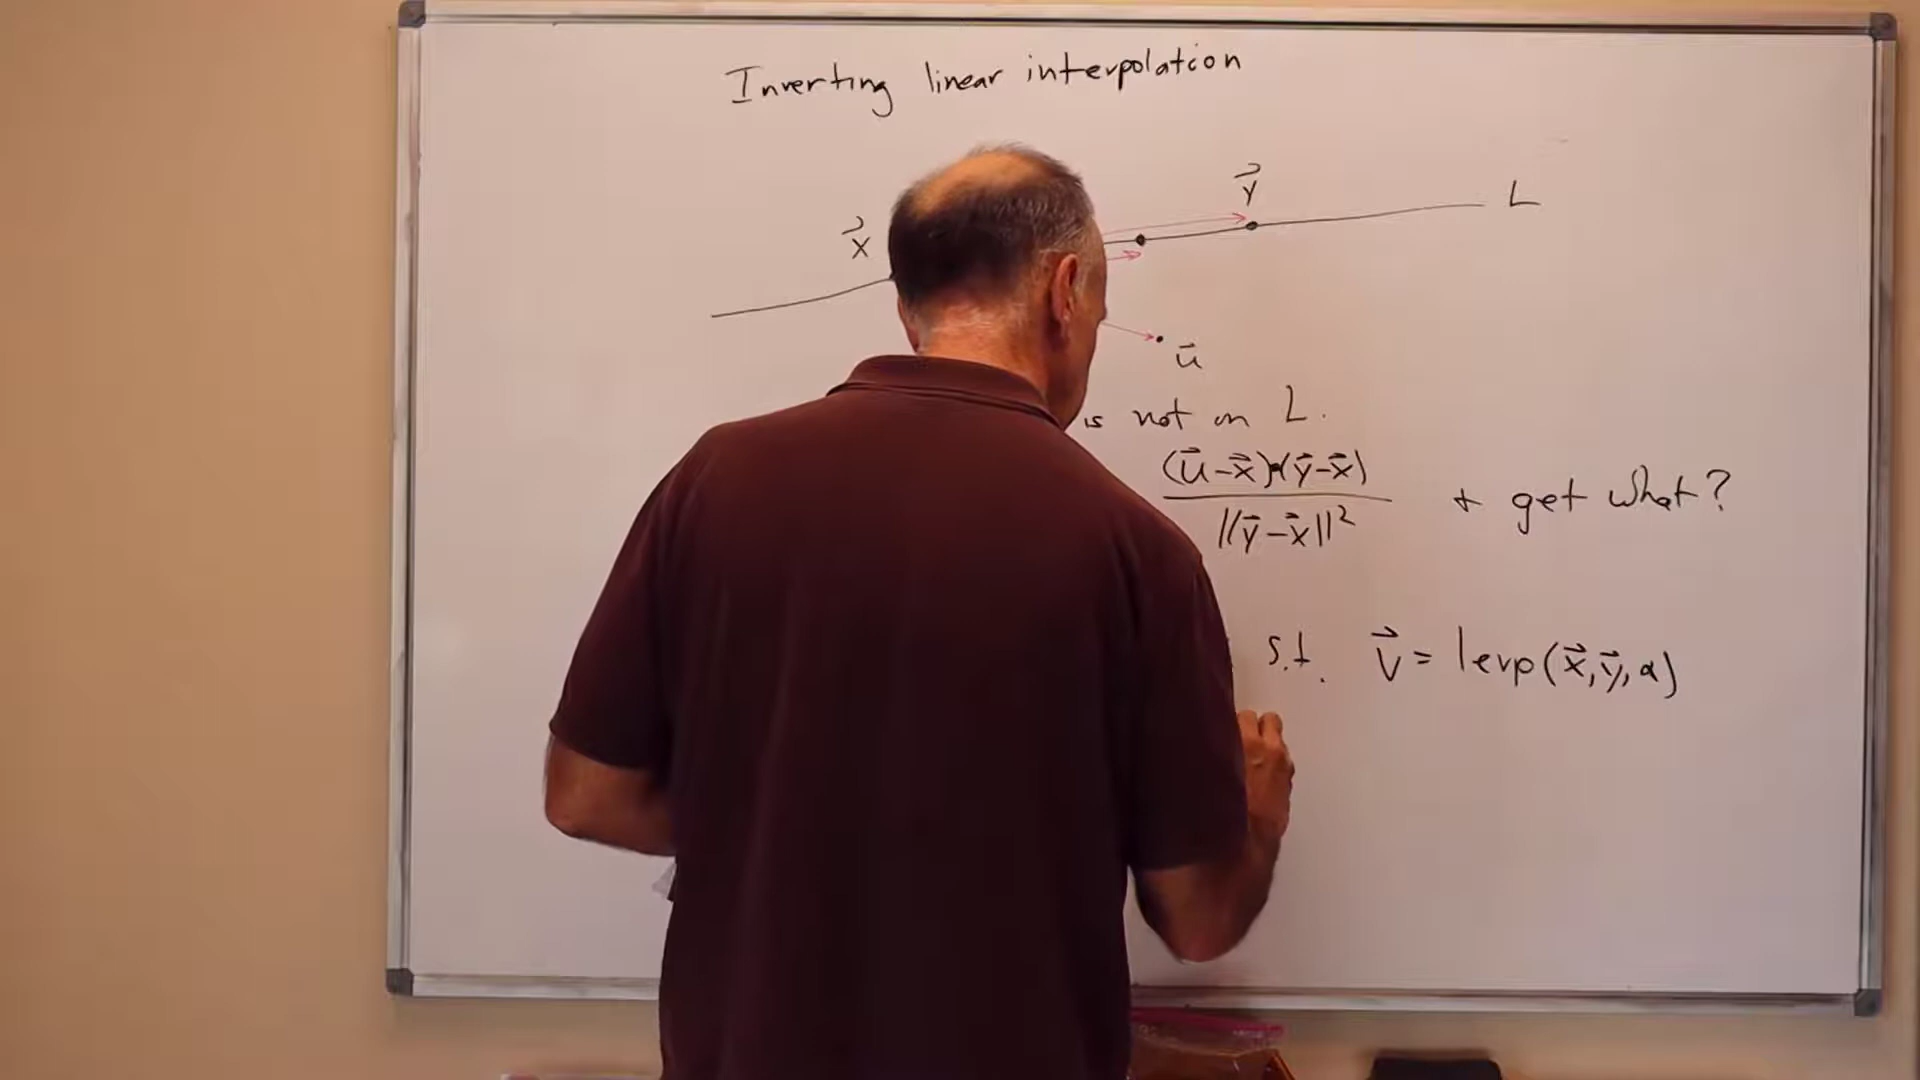 Inverting linear interpolation
y⃗
L
x⃗
u⃗
is not on L.
(u⃗-x⃗)•(y⃗-x⃗)
+ get what?
||y⃗-x⃗||²
s.t. v⃗ = lerp(x⃗,y⃗,α)